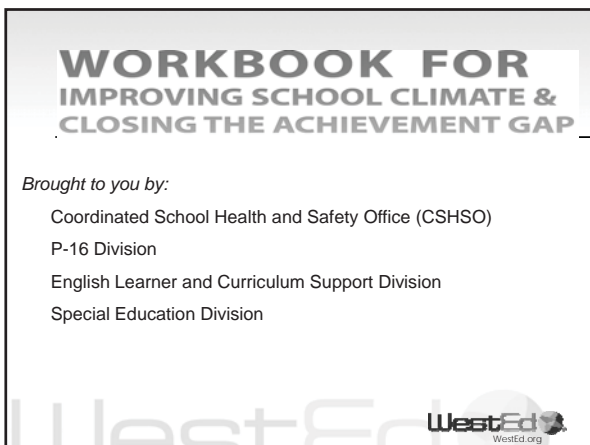 WORKBOOK FOR
IMPROVING SCHOOL CLIMATE &
CLOSING THE ACHIEVEMENT GAP
Brought to you by:
Coordinated School Health and Safety Office (CSHSO)
P-16 Division
English Learner and Curriculum Support Division
Special Education Division
WestEd
WestEd
WestEd.org